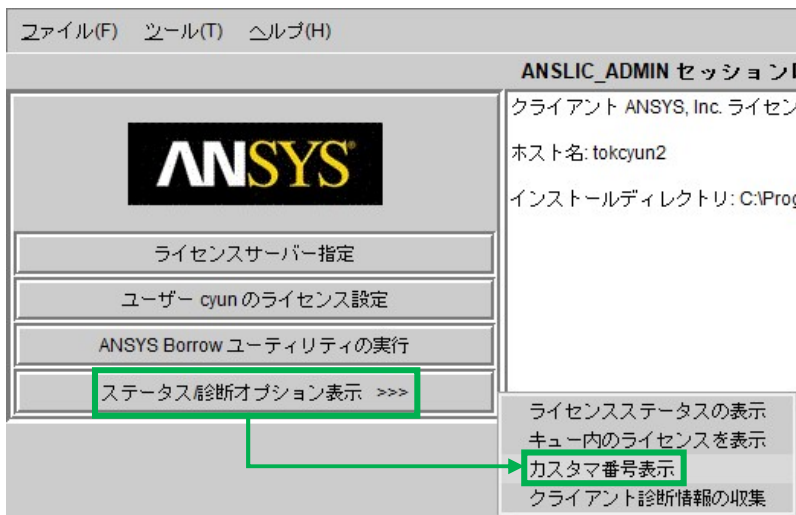 ファイル(F) ツール(T) ヘルプ(H)
ANSLIC_ADMIN セッション
クライアント ANSYS, Inc. ライセン
ホスト名: tokcyun2
インストールディレクトリ: C:\Prog
ANSYS
ライセンスサーバー指定
ユーザー cyun のライセンス設定
ANSYS Borrow ユーティリティの実行
ステータス/診断オプション表示 >>>
ライセンスステータスの表示
キュー内のライセンスを表示
カスタマ番号表示
クライアント診断情報の収集